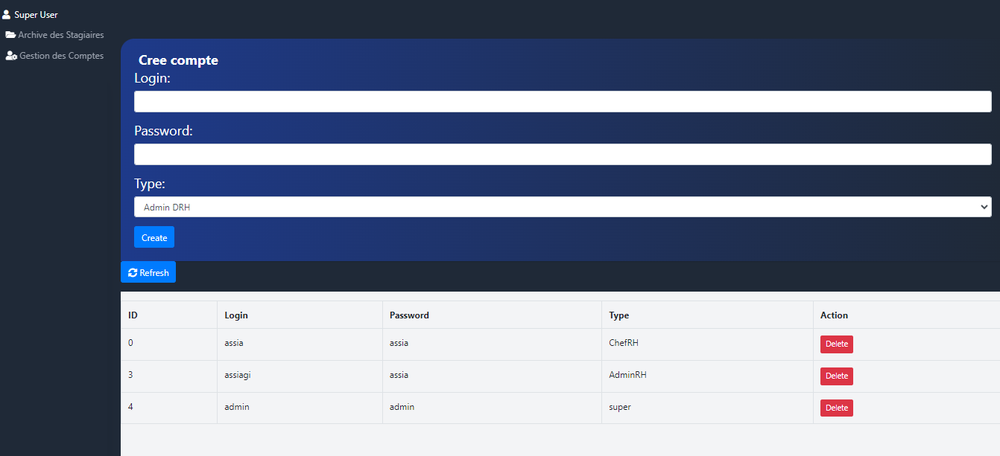 Super User
Archive des Stagiaires
Gestion des Comptes
Cree compte
Login:
Password:
Type:
Admin DRH
Create
Refresh
ID Login Password Type Action
0 assia assia ChefRH Delete
3 assiagi assia AdminRH Delete
4 admin admin super Delete